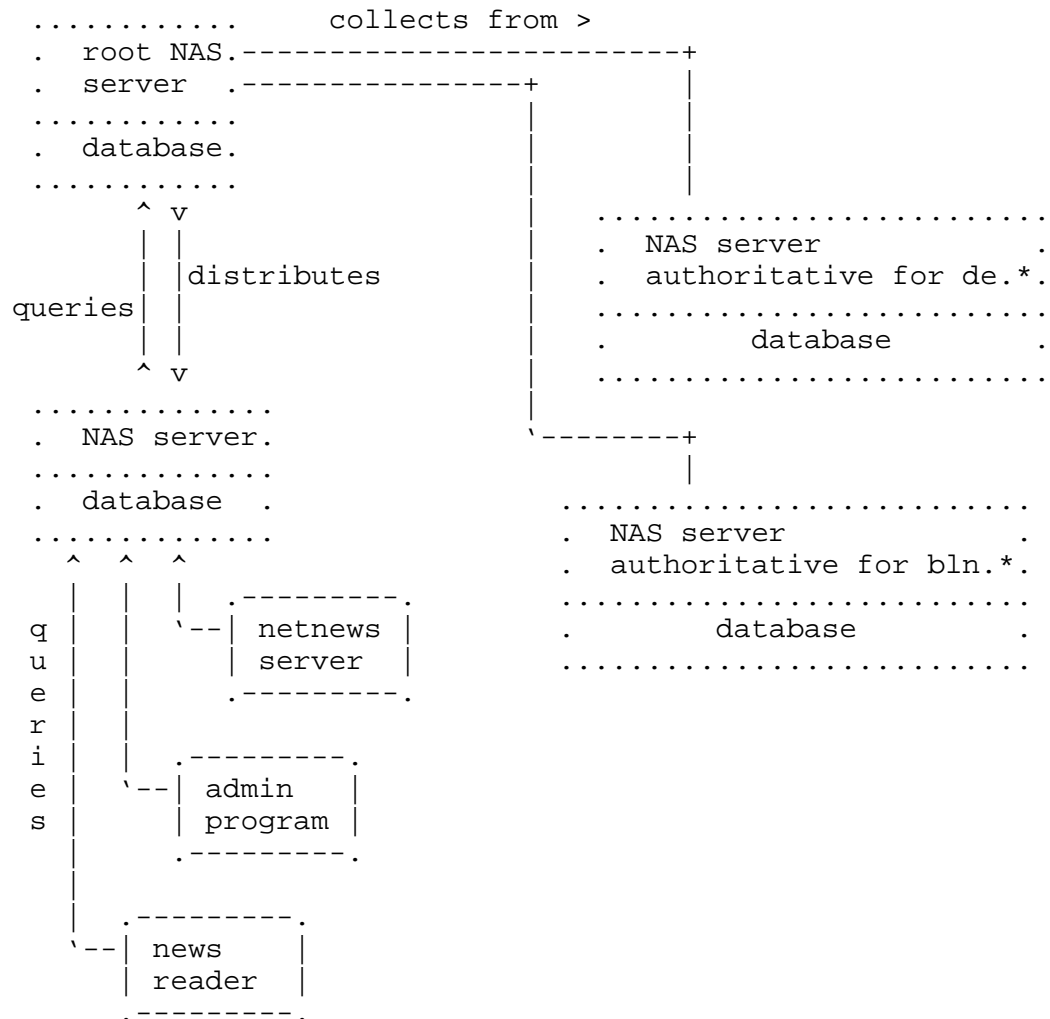 collects from >
root NAS
server
database
NAS server
authoritative for de.*
database
distributes
queries
NAS server
database
NAS server
authoritative for bln.*
database
netnews
server
queries
admin
program
news
reader